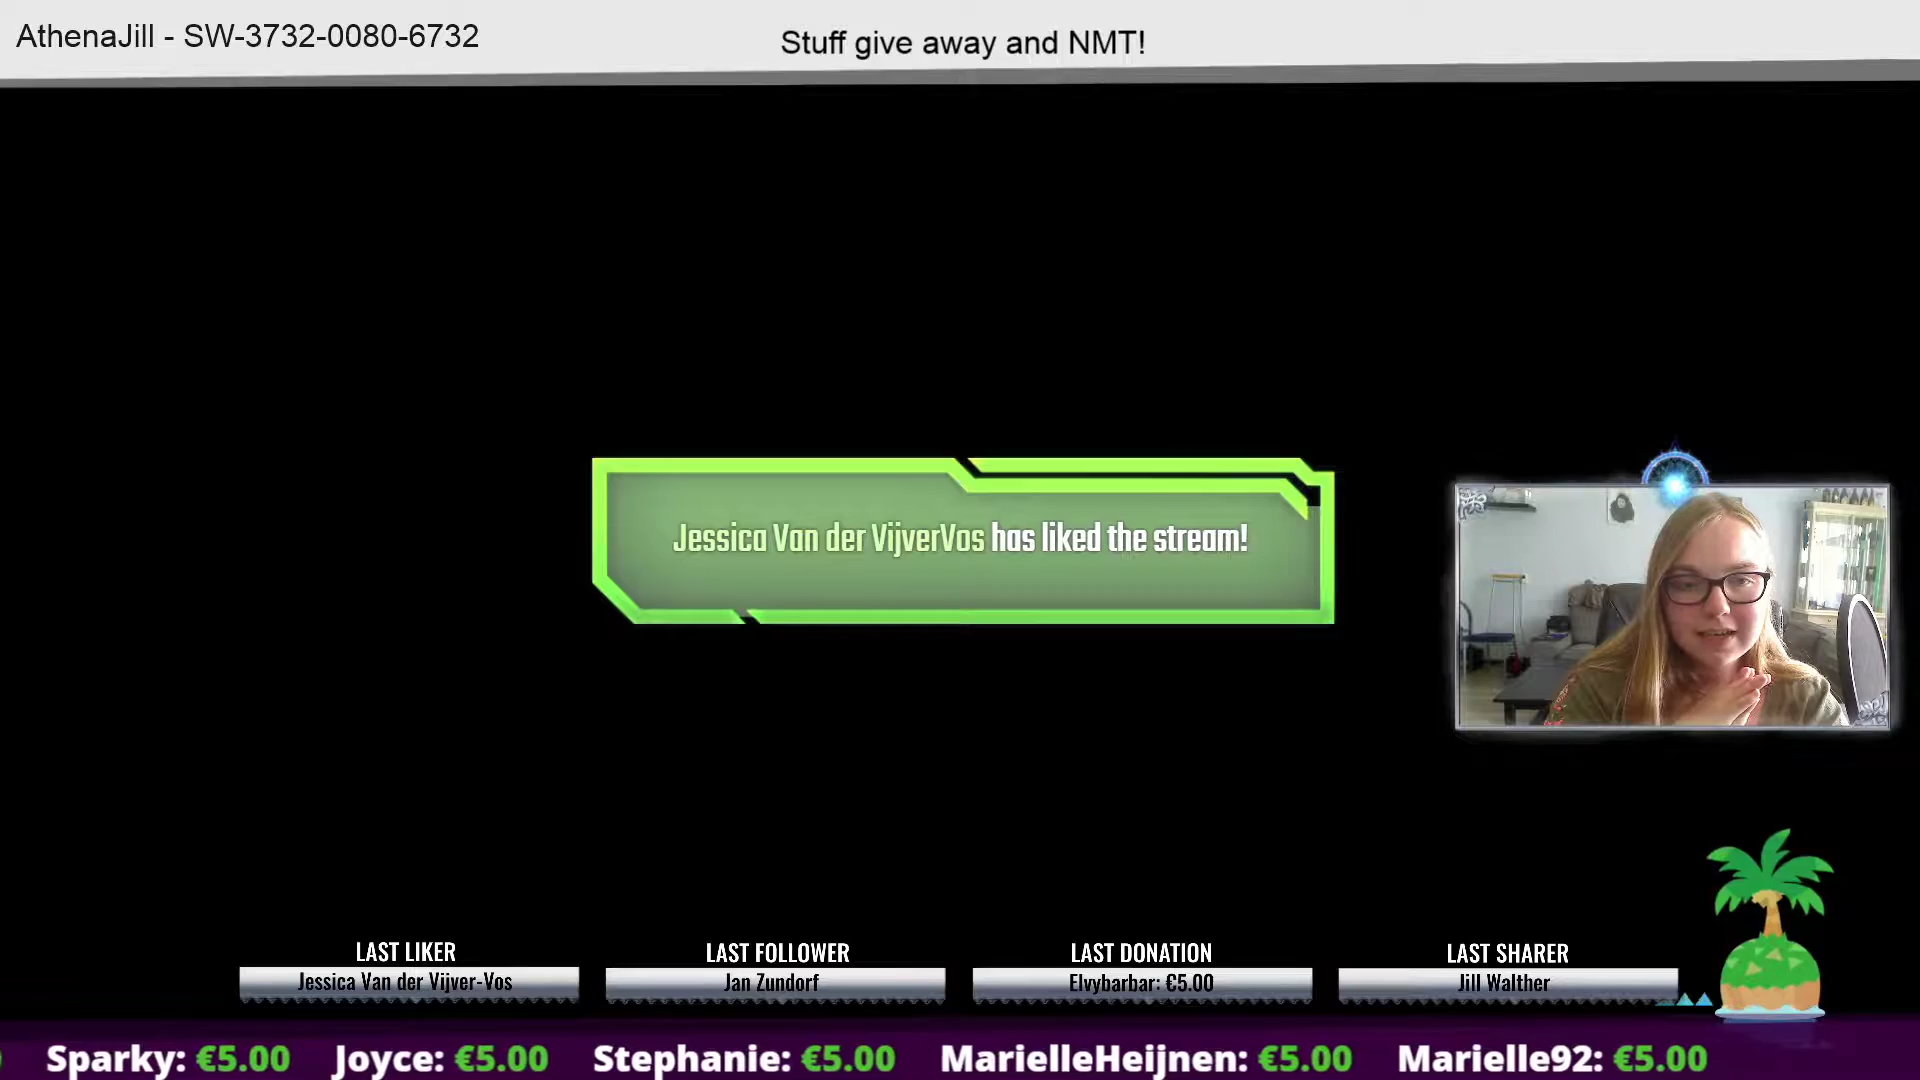 AthenaJill - SW-3732-0080-6732
Stuff give away and NMT!
Jessica Van der VijverVos has liked the stream!
LAST LIKER
Jessica Van der Vijver-Vos
LAST FOLLOWER
Jan Zundorf
LAST DONATION
Elvybarbar: €5.00
LAST SHARER
Jill Walther
Sparky: €5.00 Joyce: €5.00 Stephanie: €5.00 MarielleHeijnen: €5.00 Marielle92: €5.00